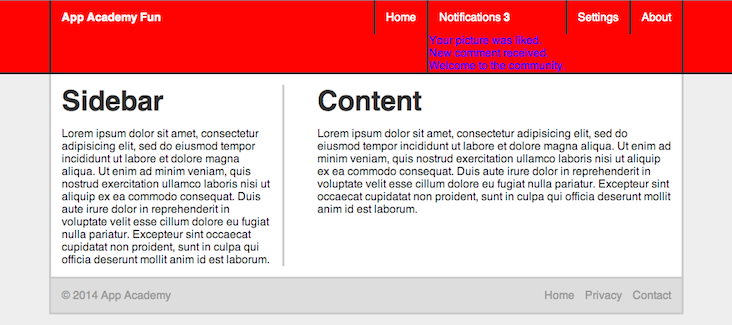 App Academy Fun
Home
Notifications 3
Settings
About
Your picture was liked.
New comment received.
Welcome to the community.
Sidebar
Lorem ipsum dolor sit amet, consectetur
adipisicing elit, sed do eiusmod tempor
incididunt ut labore et dolore magna
aliqua. Ut enim ad minim veniam, quis
nostrud exercitation ullamco laboris nisi ut
aliquip ex ea commodo consequat. Duis
aute irure dolor in reprehenderit in
voluptate velit esse cillum dolore eu fugiat
nulla pariatur. Excepteur sint occaecat
cupidatat non proident, sunt in culpa qui
officia deserunt mollit anim id est laborum.
Content
Lorem ipsum dolor sit amet, consectetur adipisicing elit, sed do
eiusmod tempor incididunt ut labore et dolore magna aliqua. Ut enim ad
minim veniam, quis nostrud exercitation ullamco laboris nisi ut aliquip
ex ea commodo consequat. Duis aute irure dolor in reprehenderit in
voluptate velit esse cillum dolore eu fugiat nulla pariatur. Excepteur sint
occaecat cupidatat non proident, sunt in culpa qui officia deserunt mollit
anim id est laborum.
© 2014 App Academy
Home
Privacy
Contact